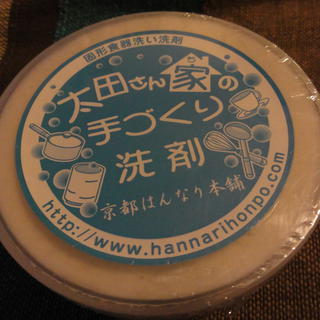 固形食器洗い洗剤
太田さん家の
手づくり
洗剤
京都はんなり本舗
http://www.hannarihonpo.com